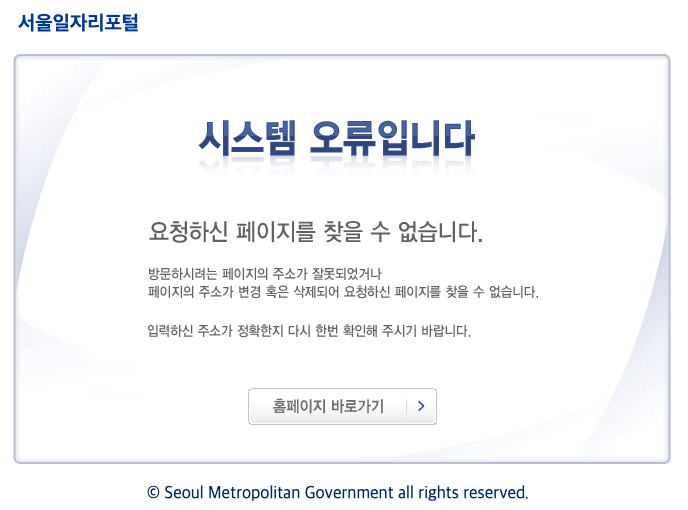 서울일자리포털
시스템 오류입니다
요청하신 페이지를 찾을 수 없습니다.
방문하시려는 페이지의 주소가 잘못되었거나
페이지의 주소가 변경 혹은 삭제되어 요청하신 페이지를 찾을 수 없습니다.
입력하신 주소가 정확한지 다시 한번 확인해 주시기 바랍니다.
홈페이지 바로가기
© Seoul Metropolitan Government all rights reserved.